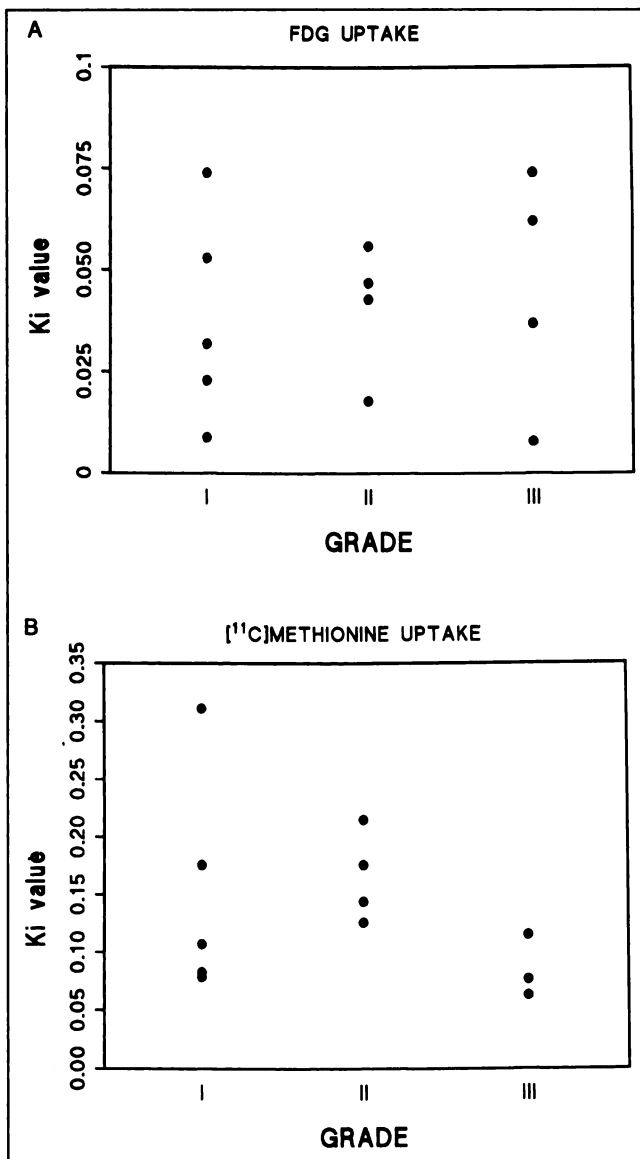 A
FDG UPTAKE
0.1
0.075
0.050
0.025
0
Ki value
I II III
GRADE
B
[¹¹C]METHIONINE UPTAKE
0.35
0.30
0.25
0.20
0.15
0.10
0.05
0.00
Ki value
I II III
GRADE